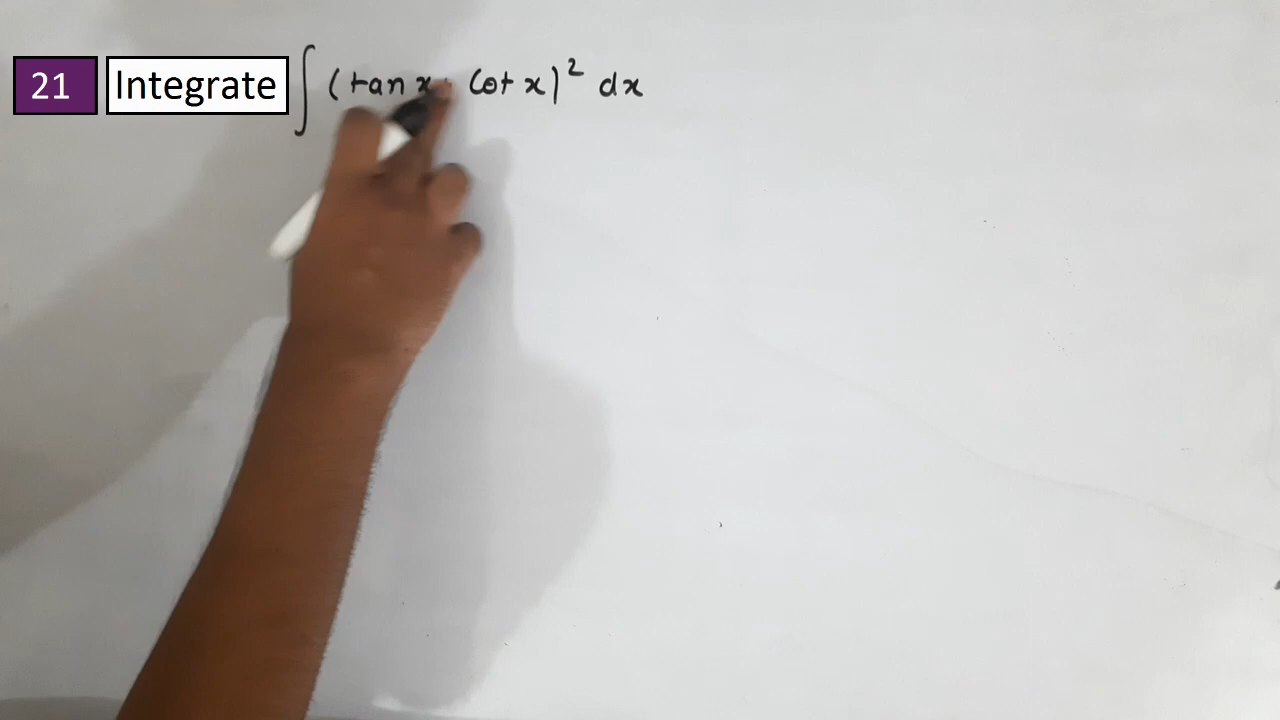 21 Integrate ∫ (tan x Cot x)² dx